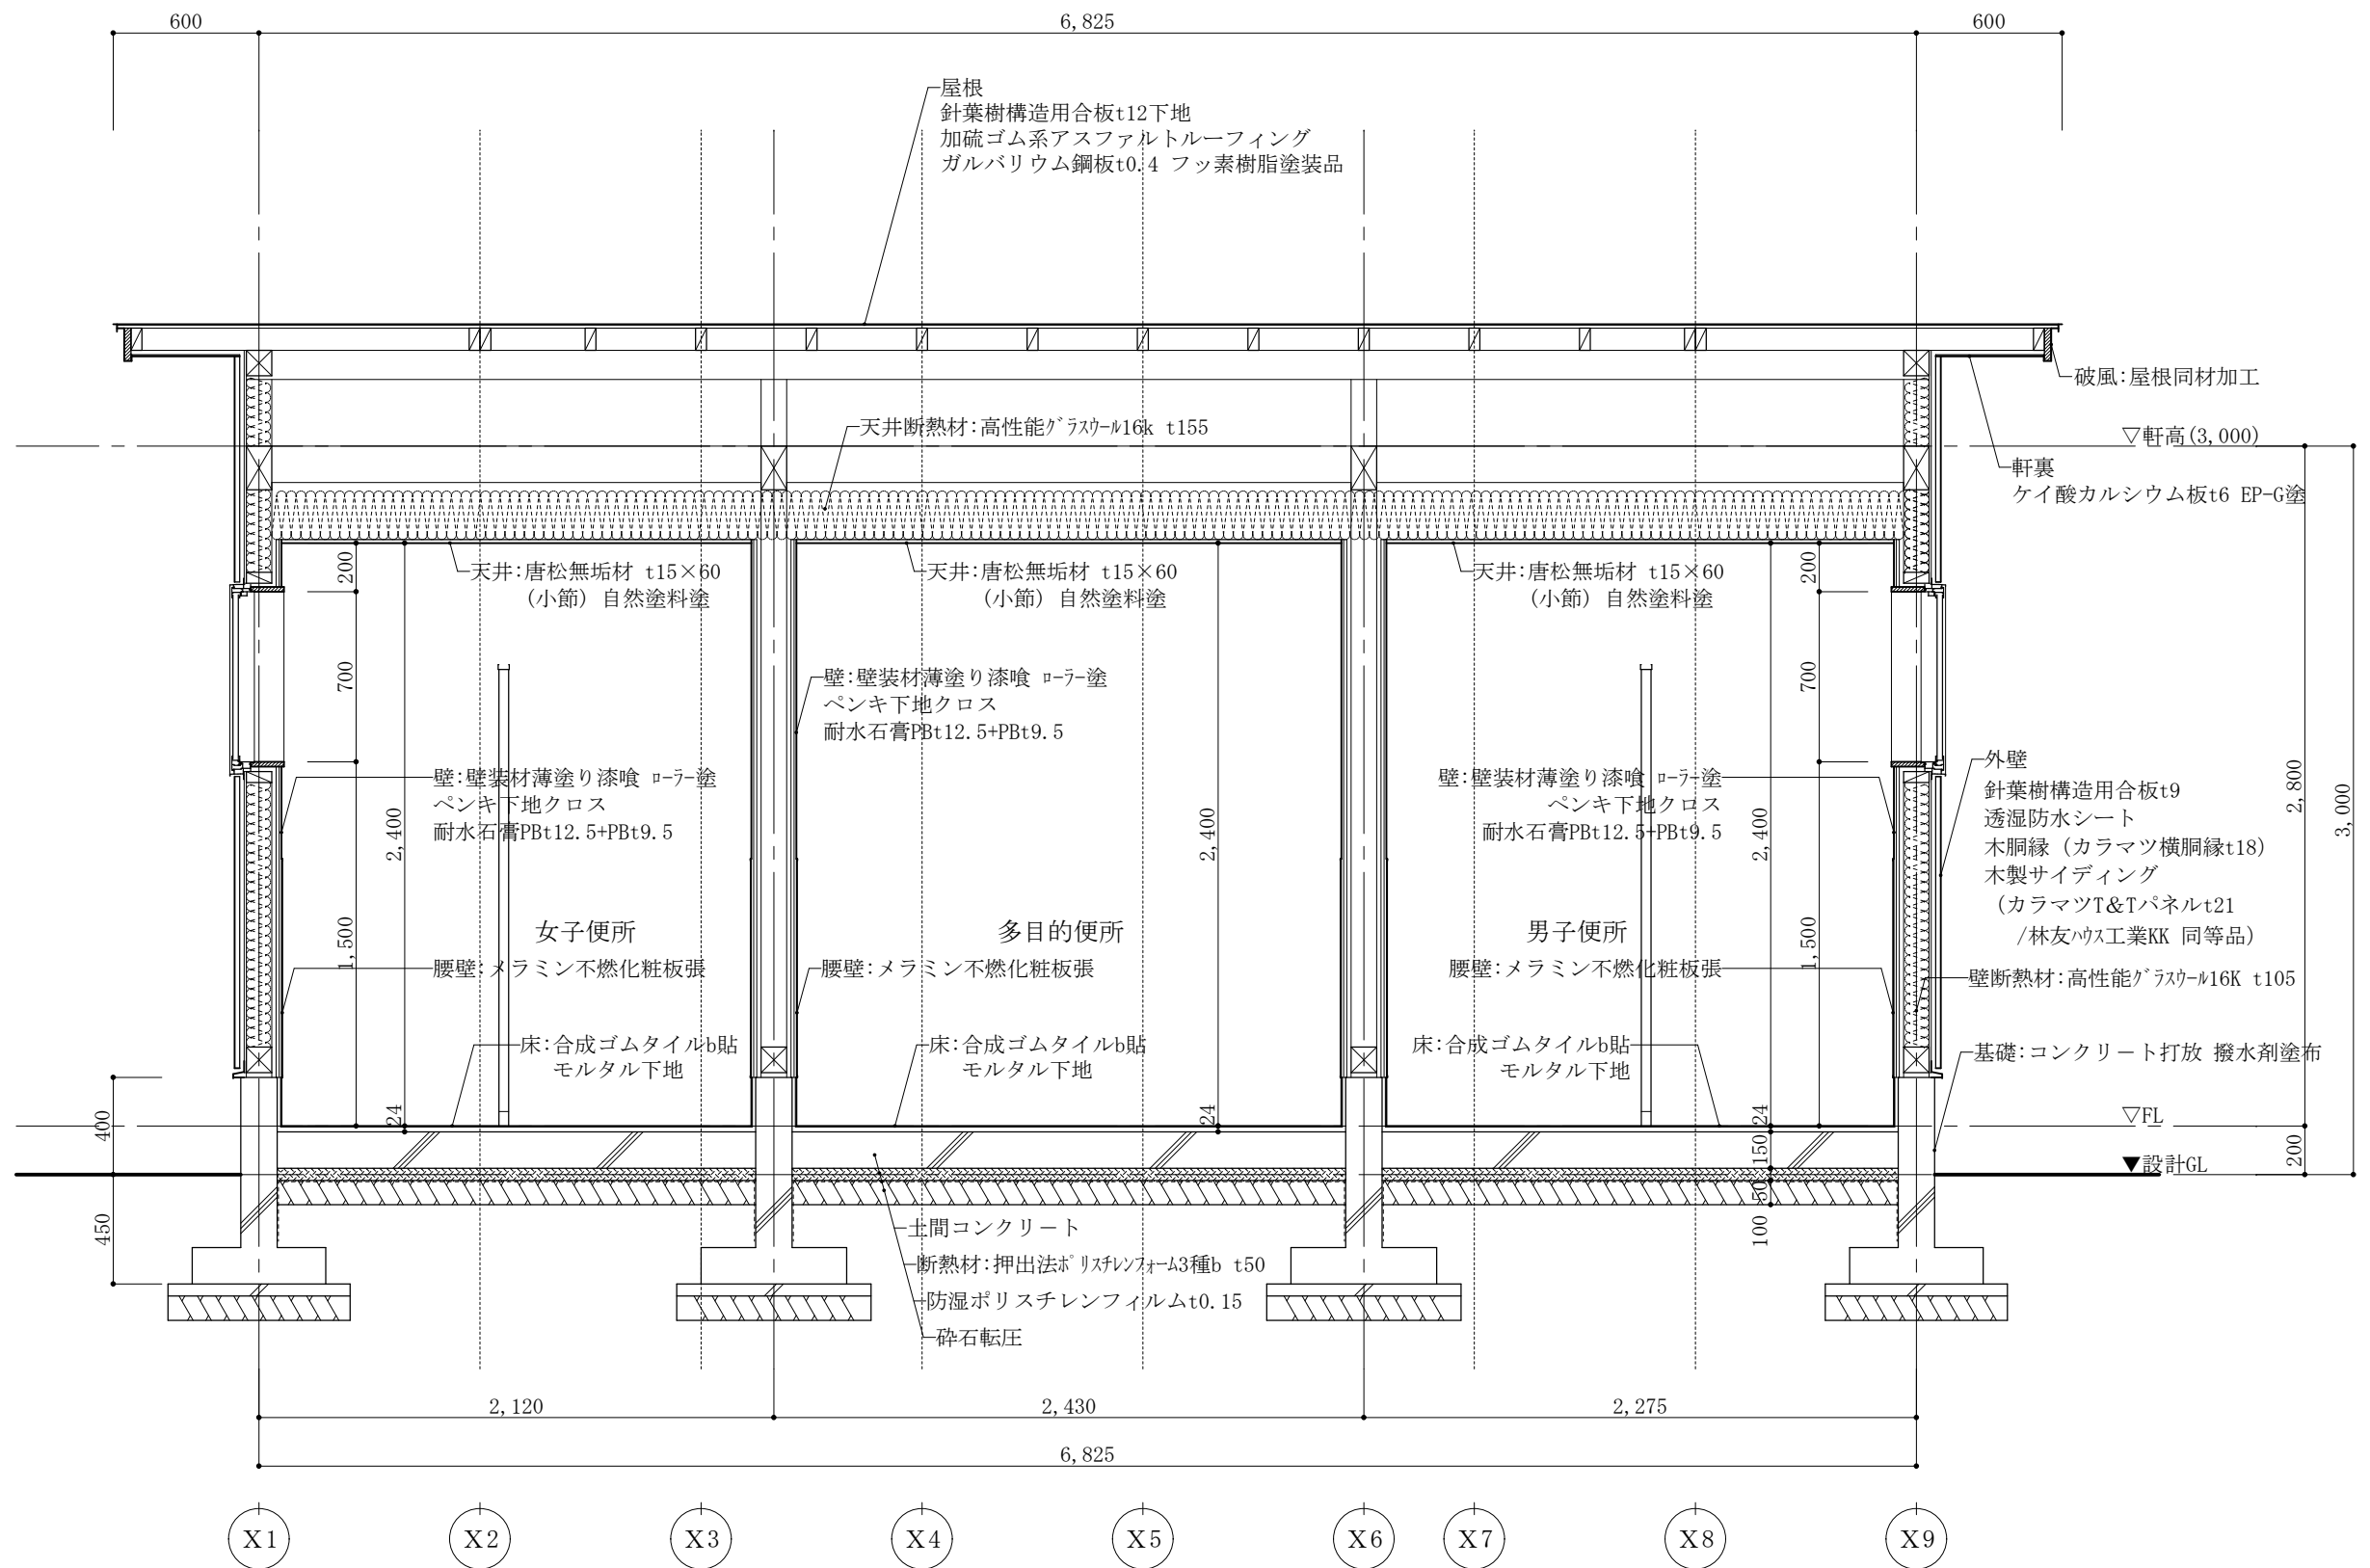 600
6,825
600
屋根
針葉樹構造用合板t12下地
加硫ゴム系アスファルトルーフィング
ガルバリウム鋼板t0.4 フッ素樹脂塗装品
破風:屋根同材加工
天井断熱材:高性能ｸﾞﾗｽｳｰﾙ16k t155
▽軒高(3,000)
軒裏
ケイ酸カルシウム板t6 EP-G塗
200
天井:唐松無垢材 t15×60
(小節) 自然塗料塗
天井:唐松無垢材 t15×60
(小節) 自然塗料塗
天井:唐松無垢材 t15×60
(小節) 自然塗料塗
200
700
壁:壁装材薄塗り漆喰 ﾛｰﾗｰ塗
ペンキ下地クロス
耐水石膏PBt12.5+PBt9.5
700
壁:壁装材薄塗り漆喰 ﾛｰﾗｰ塗
ペンキ下地クロス
耐水石膏PBt12.5+PBt9.5
壁:壁装材薄塗り漆喰 ﾛｰﾗｰ塗
ペンキ下地クロス
耐水石膏PBt12.5+PBt9.5
2,400
2,400
2,400
外壁
針葉樹構造用合板t9
透湿防水シート
木胴縁（カラマツ横胴縁t18）
木製サイディング
（カラマツT&Tパネルt21
/林友ﾊｳｽ工業KK 同等品）
2,800
3,000
1,500
女子便所
多目的便所
男子便所
1,500
腰壁:メラミン不燃化粧板張
腰壁:メラミン不燃化粧板張
腰壁:メラミン不燃化粧板張
壁断熱材:高性能ｸﾞﾗｽｳｰﾙ16K t105
床:合成ゴムタイルb貼
モルタル下地
床:合成ゴムタイルb貼
モルタル下地
床:合成ゴムタイルb貼
モルタル下地
基礎:コンクリート打放 撥水剤塗布
400
24
24
24
▽FL
150
▼設計GL
200
50
450
100
土間コンクリート
断熱材:押出法ﾎﾟﾘｽﾁﾚﾝﾌｫｰﾑ3種b t50
防湿ポリスチレンフィルムt0.15
砕石転圧
2,120
2,430
2,275
6,825
X1
X2
X3
X4
X5
X6
X7
X8
X9